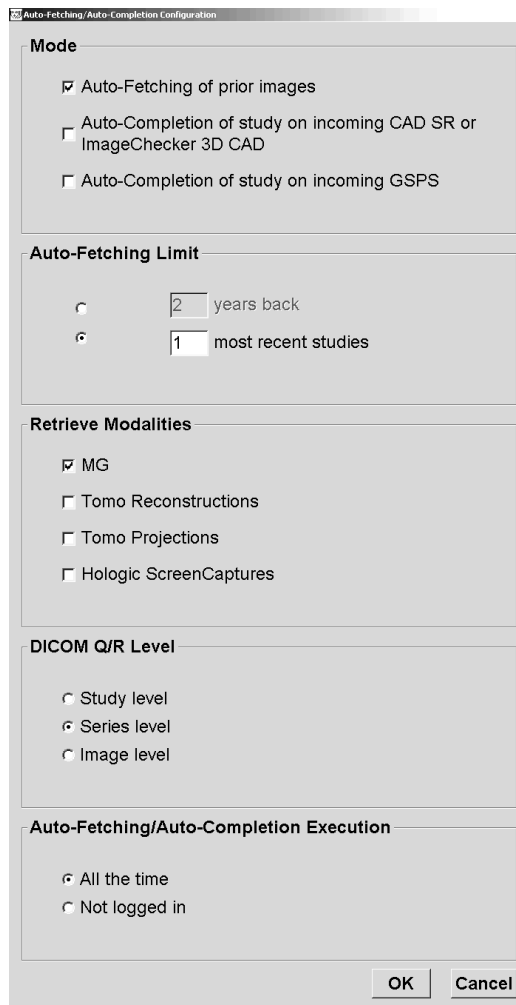 Auto-Fetching/Auto-Completion Configuration
Mode
Auto-Fetching of prior images
Auto-Completion of study on incoming CAD SR or
ImageChecker 3D CAD
Auto-Completion of study on incoming GSPS
Auto-Fetching Limit
2 years back
1 most recent studies
Retrieve Modalities
MG
Tomo Reconstructions
Tomo Projections
Hologic ScreenCaptures
DICOM Q/R Level
Study level
Series level
Image level
Auto-Fetching/Auto-Completion Execution
All the time
Not logged in
OK Cancel